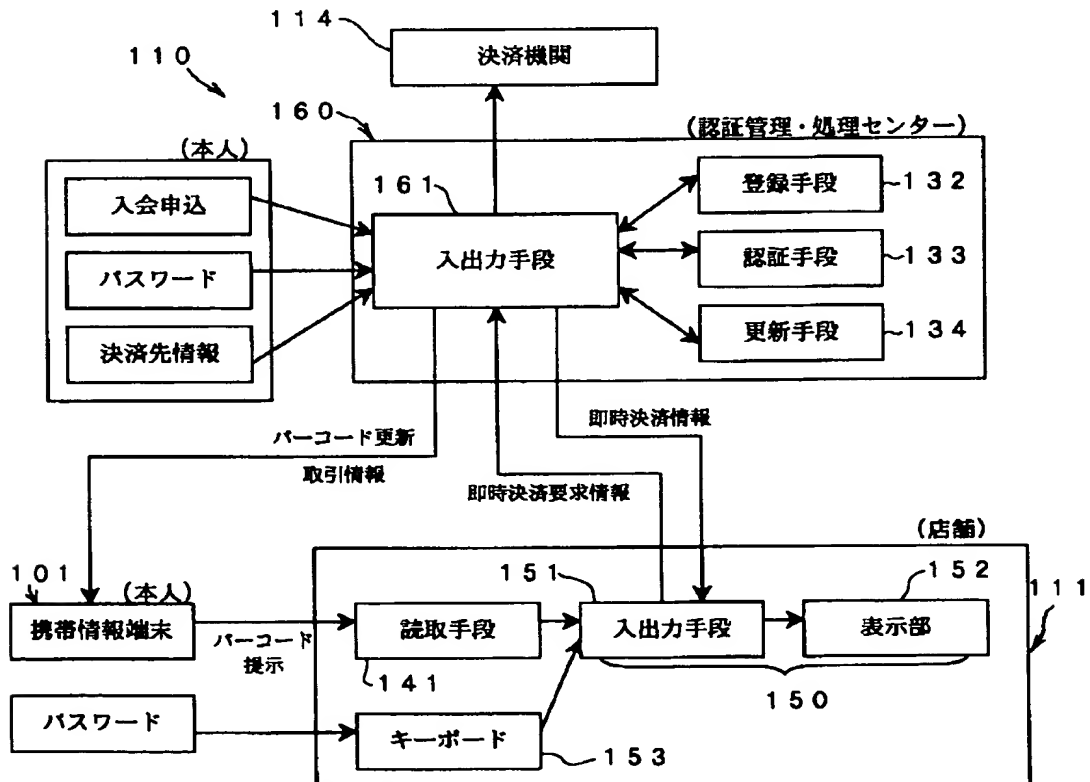 114
決済機関
110
160
(認証管理・処理センター)
(本人)
入会申込
パスワード
決済先情報
161
入出力手段
登録手段
132
認証手段
133
更新手段
134
バーコード更新
取引情報
即時決済情報
即時決済要求情報
(店舗)
101
(本人)
携帯情報端末
バーコード
提示
読取手段
141
151
入出力手段
152
表示部
111
150
パスワード
キーボード
153